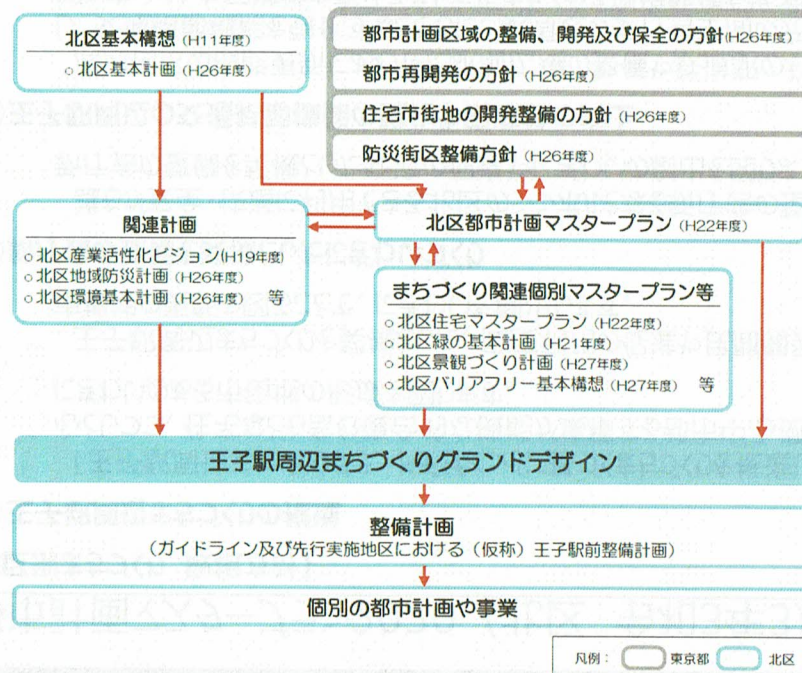 北区基本構想 (H11年度)
○北区基本計画 (H26年度)
都市計画区域の整備、開発及び保全の方針(H26年度)
都市再開発の方針 (H26年度)
住宅市街地の開発整備の方針 (H26年度)
防災街区整備方針 (H26年度)
関連計画
○北区産業活性化ビジョン(H19年度)
○北区地域防災計画 (H26年度)
○北区環境基本計画 (H26年度) 等
北区都市計画マスタープラン (H22年度)
まちづくり関連個別マスタープラン等
○北区住宅マスタープラン (H22年度)
○北区緑の基本計画 (H21年度)
○北区景観づくり計画 (H27年度)
○北区バリアフリー基本構想 (H27年度) 等
王子駅周辺まちづくりグランドデザイン
整備計画
(ガイドライン及び先行実施地区における (仮称) 王子駅前整備計画)
個別の都市計画や事業
凡例: 東京都 北区